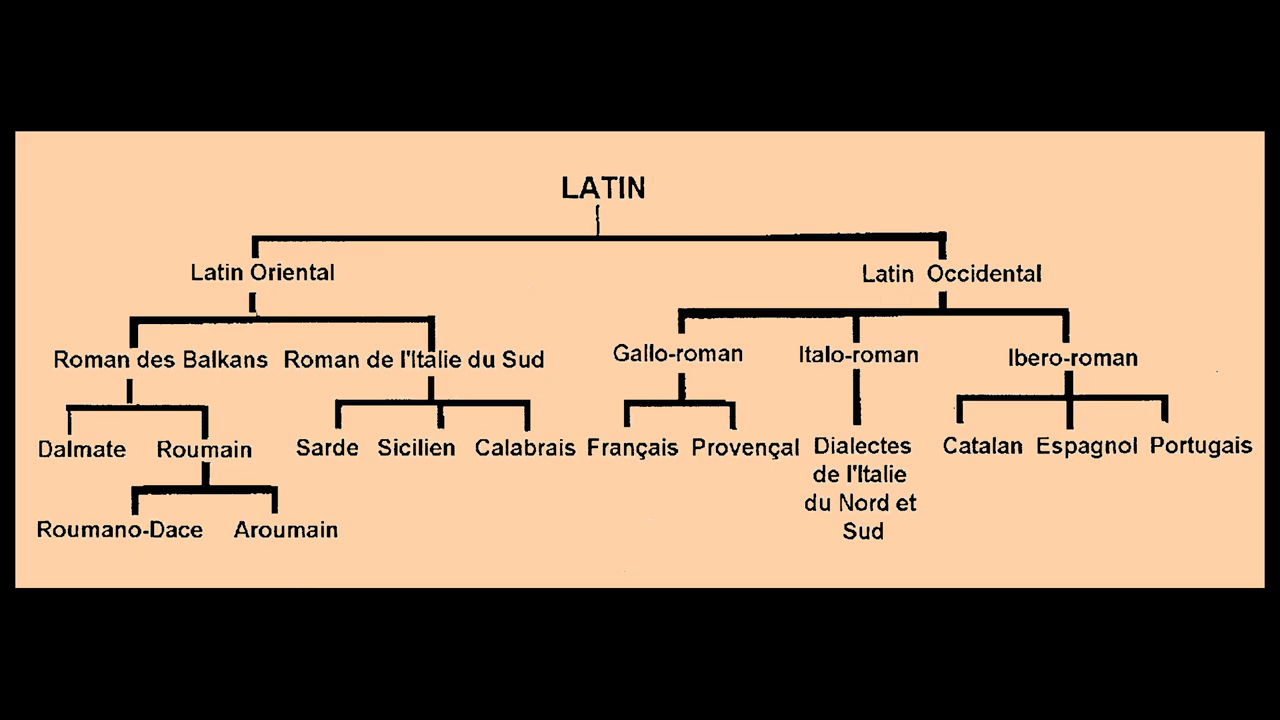 LATIN
Latin Oriental
Latin Occidental
Roman des Balkans
Roman de l'Italie du Sud
Gallo-roman
Italo-roman
Ibero-roman
Dalmate
Roumain
Sarde
Sicilien
Calabrais
Français
Provençal
Dialectes
de l'Italie
du Nord et
Sud
Catalan
Espagnol
Portugais
Roumano-Dace
Aroumain